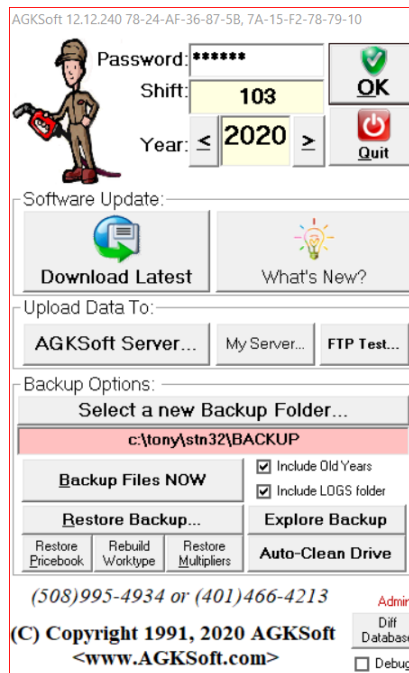 AGKSoft 12.12.240 78-24-AF-36-87-5B, 7A-15-F2-78-79-10
Password: ******
OK
Shift: 103
Year: < 2020 >
Quit
Software Update:
Download Latest
What's New?
Upload Data To:
AGKSoft Server...
My Server...
FTP Test...
Backup Options:
Select a new Backup Folder...
c:\tony\stn32\BACKUP
Backup Files NOW
Include Old Years
Include LOGS folder
Restore Backup...
Explore Backup
Restore
Pricebook
Rebuild
Worktype
Restore
Multipliers
Auto-Clean Drive
(508)995-4934 or (401)466-4213
Admin
(C) Copyright 1991, 2020 AGKSoft
<www.AGKSoft.com>
Diff
Database
Debug